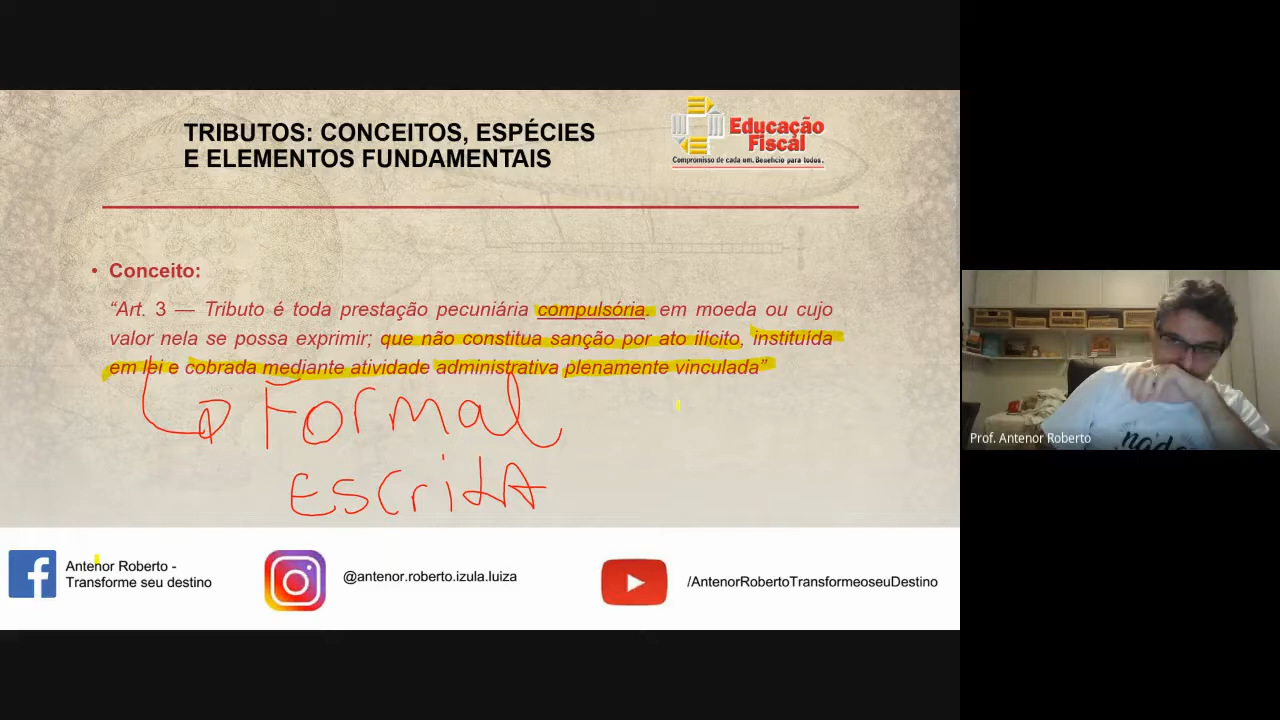 TRIBUTOS: CONCEITOS, ESPÉCIES
E ELEMENTOS FUNDAMENTAIS
Educação
Fiscal
Compromisso de cada um. Benefício para todos.
• Conceito:
“Art. 3 — Tributo é toda prestação pecuniária compulsória. em moeda ou cujo
valor nela se possa exprimir; que não constitua sanção por ato ilícito, instituída
em lei e cobrada mediante atividade administrativa plenamente vinculada”
Formal
ESCRITA
Antenor Roberto -
Transforme seu destino
@antenor.roberto.izula.luiza
/AntenorRobertoTransformeoseuDestino
nada
Prof. Antenor Roberto